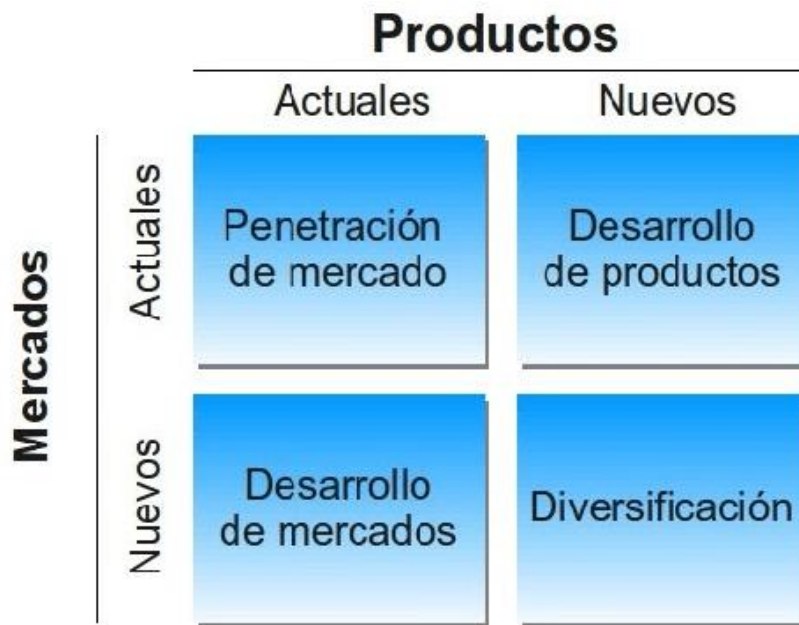 Productos
Actuales
Nuevos
Mercados
Actuales
Penetración
de mercado
Desarrollo
de productos
Nuevos
Desarrollo
de mercados
Diversificación